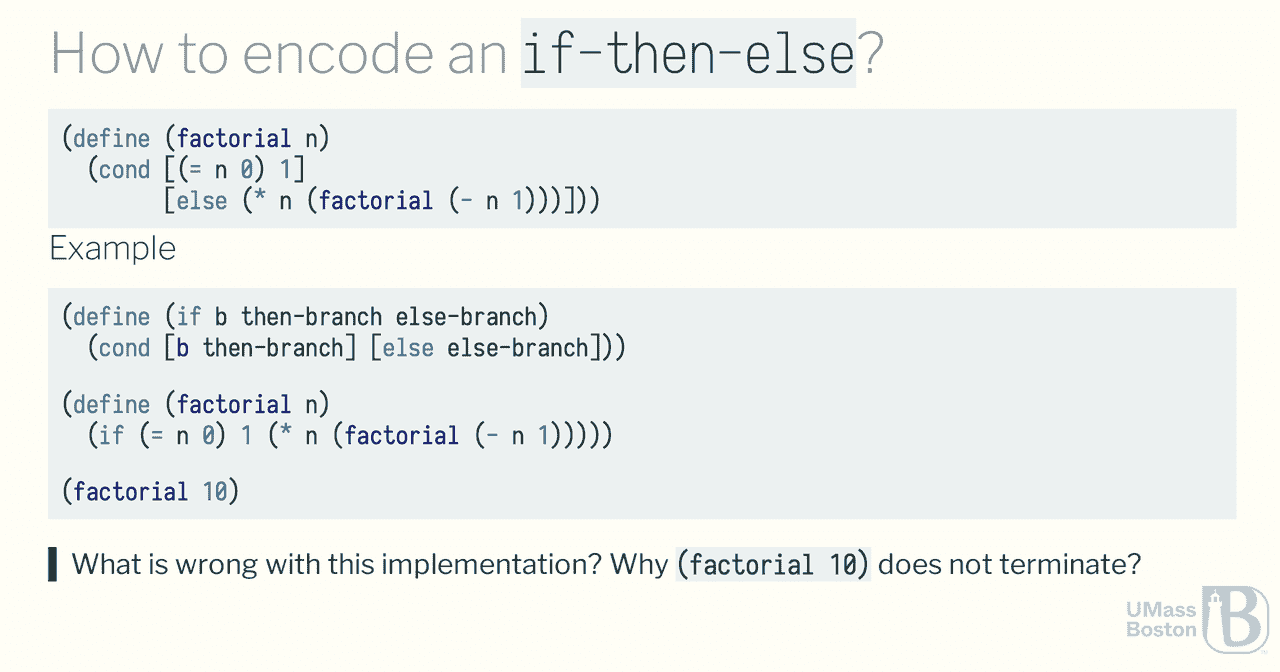 How to encode an if-then-else?
(define (factorial n)
  (cond [(= n 0) 1]
        [else (* n (factorial (- n 1)))]))
Example
(define (if b then-branch else-branch)
  (cond [b then-branch] [else else-branch]))
(define (factorial n)
  (if (= n 0) 1 (* n (factorial (- n 1)))))
(factorial 10)
What is wrong with this implementation? Why (factorial 10) does not terminate?
UMass
Boston
B